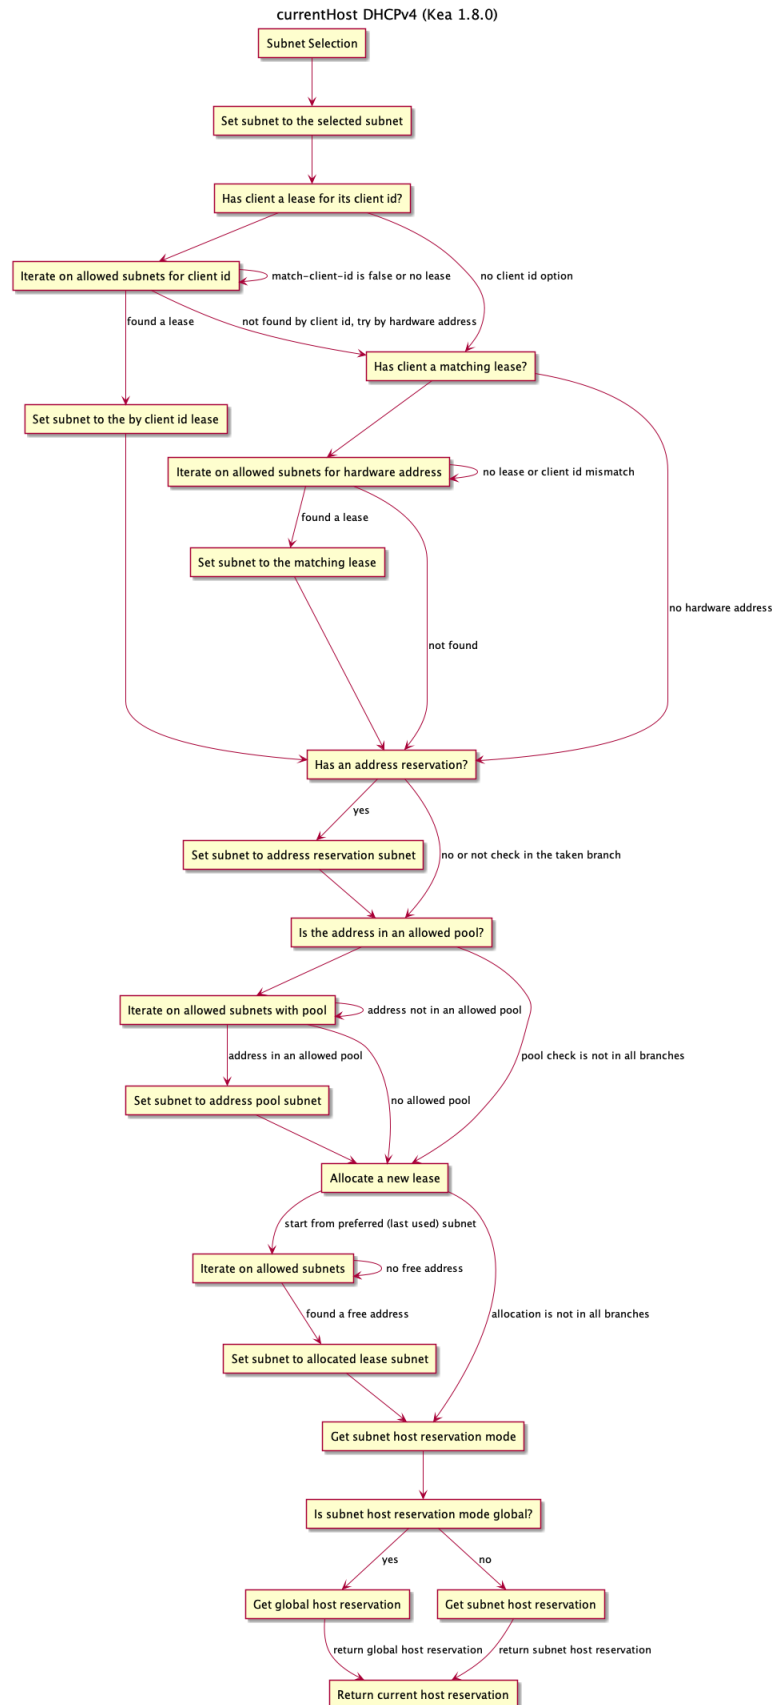 currentHost DHCPv4 (Kea 1.8.0)
Subnet Selection
Set subnet to the selected subnet
Has client a lease for its client id?
Iterate on allowed subnets for client id
match-client-id is false or no lease
no client id option
found a lease
not found by client id, try by hardware address
Has client a matching lease?
Set subnet to the by client id lease
Iterate on allowed subnets for hardware address
no lease or client id mismatch
found a lease
Set subnet to the matching lease
no hardware address
not found
Has an address reservation?
yes
Set subnet to address reservation subnet
no or not check in the taken branch
Is the address in an allowed pool?
Iterate on allowed subnets with pool
address not in an allowed pool
address in an allowed pool
pool check is not in all branches
Set subnet to address pool subnet
no allowed pool
Allocate a new lease
start from preferred (last used) subnet
Iterate on allowed subnets
no free address
found a free address
allocation is not in all branches
Set subnet to allocated lease subnet
Get subnet host reservation mode
Is subnet host reservation mode global?
yes
no
Get global host reservation
Get subnet host reservation
return global host reservation
return subnet host reservation
Return current host reservation